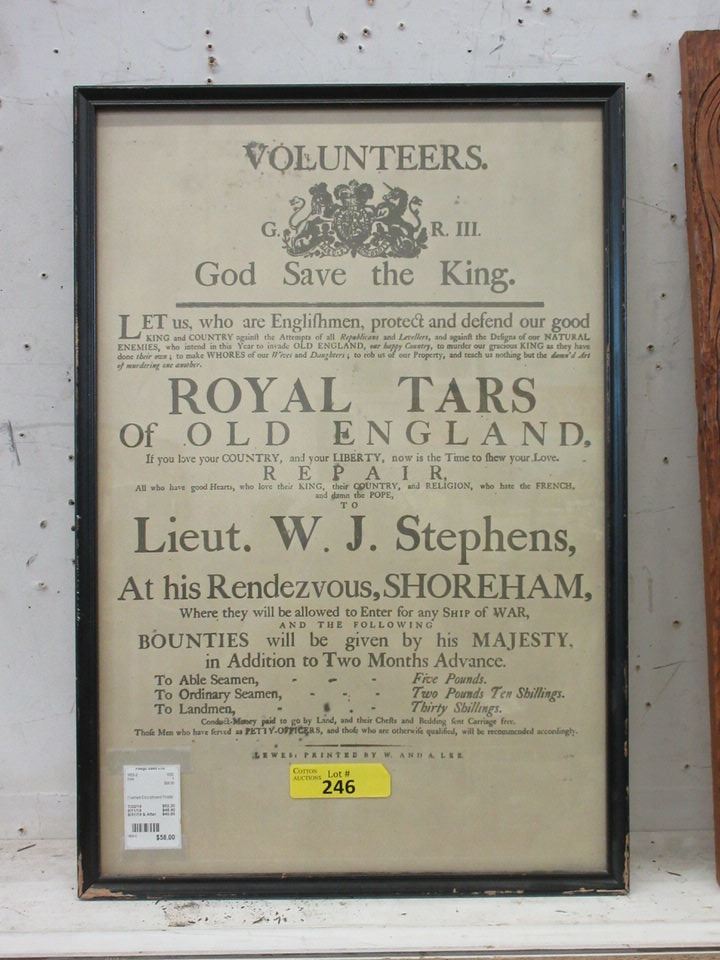 VOLUNTEERS.
G. R. III.
God Save the King.
LET us, who are Engliſhmen, protect and defend our good
KING and COUNTRY againſt the Attempts of all Republicans and Levellers, and againſt the Deſigns of our NATURAL
ENEMIES, who intend in this Year to invade OLD ENGLAND, our happy Country, to murder our gracious KING as they have
done their own; to make WHORES of our Wives and Daughters; to rob us of our Property, and teach us nothing but the damn'd Art
of murdering one another.
ROYAL TARS
Of OLD ENGLAND,
If you love your COUNTRY, and your LIBERTY, now is the Time to ſhew your Love.
REPAIR,
All who have good Hearts, who love their KING, their COUNTRY, and RELIGION, who hate the FRENCH,
and damn the POPE,
TO
Lieut. W. J. Stephens,
At his Rendezvous, SHOREHAM,
Where they will be allowed to Enter for any SHIP of WAR,
AND THE FOLLOWING
BOUNTIES will be given by his MAJESTY,
in Addition to Two Months Advance.
To Able Seamen, - - - Five Pounds.
To Ordinary Seamen, - - - Two Pounds Ten Shillings.
To Landmen, - - - Thirty Shillings.
Conduct-Money paid to go by Land, and their Cheſts and Bedding ſent Carriage free.
Thoſe Men who have ſerved as PETTY-OFFICERS, and thoſe who are otherwiſe qualified, will be recommended accordingly.
LEWES: PRINTED BY W. AND A. LEE.
COTTON
AUCTIONS
Lot #
246
$58.00